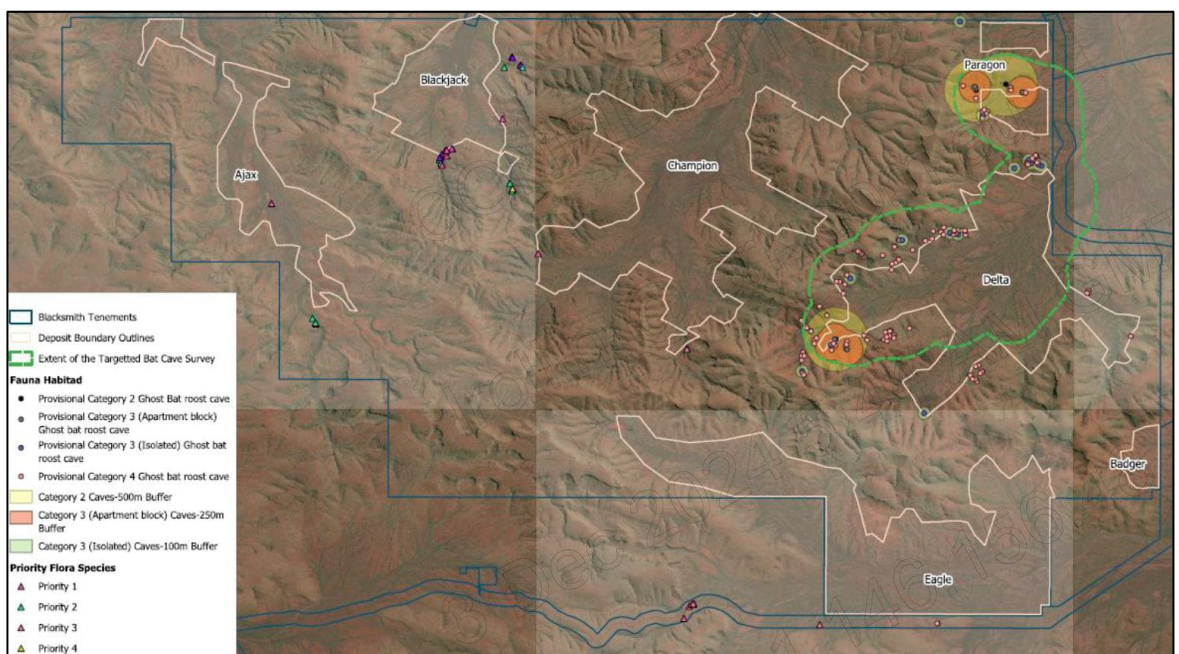 Paragon
Blackjack
Champion
Ajax
Delta
Badger
Eagle
Blacksmith Tenements
Deposit Boundary Outlines
Extent of the Targetted Bat Cave Survey
Fauna Habitad
Provisional Category 2 Ghost Bat roost cave
Provisional Category 3 (Apartment block)
Ghost bat roost cave
Provisional Category 3 (Isolated) Ghost bat
roost cave
Provisional Category 4 Ghost bat roost cave
Category 2 Caves-500m Buffer
Category 3 (Apartment block) Caves-250m
Buffer
Category 3 (Isolated) Caves-100m Buffer
Priority Flora Species
Priority 1
Priority 2
Priority 3
Priority 4